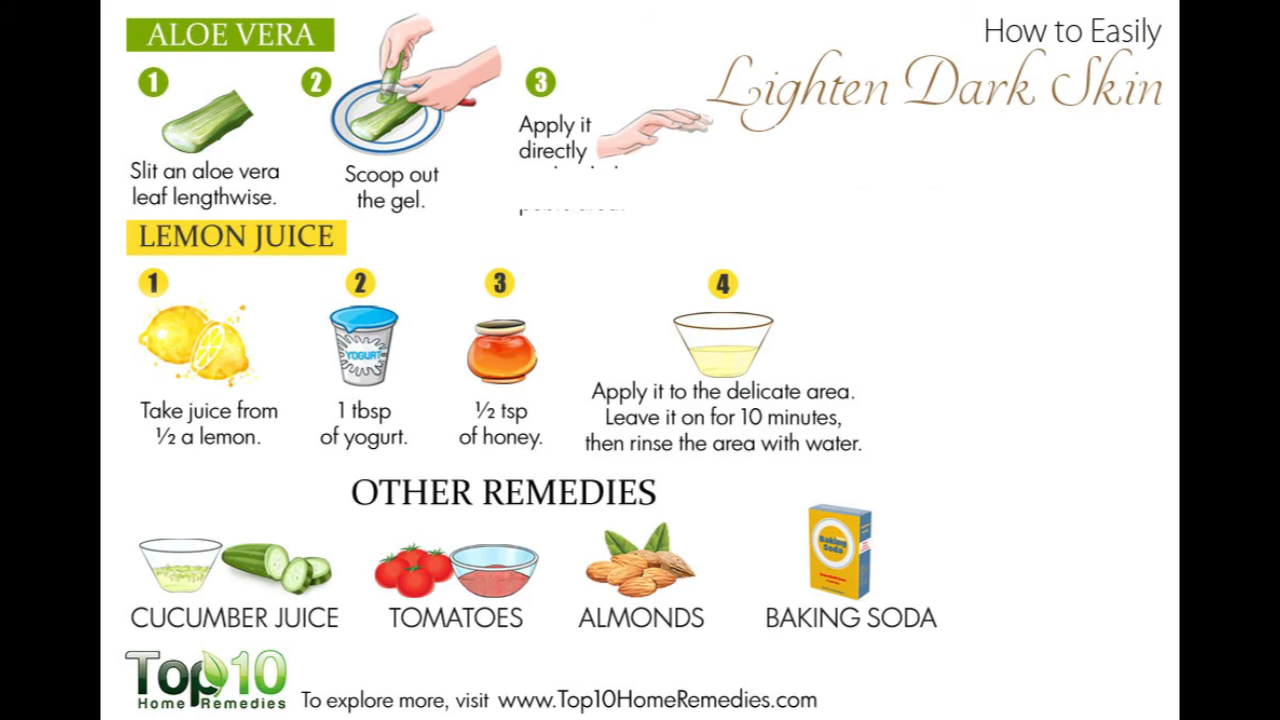 How to Easily
Lighten Dark Skin
ALOE VERA
1
Slit an aloe vera
leaf lengthwise.
2
Scoop out
the gel.
3
Apply it
directly
LEMON JUICE
1
Take juice from
½ a lemon.
2
YOGURT
1 tbsp
of yogurt.
3
½ tsp
of honey.
4
Apply it to the delicate area.
Leave it on for 10 minutes,
then rinse the area with water.
OTHER REMEDIES
CUCUMBER JUICE
TOMATOES
ALMONDS
Baking
Soda
BAKING SODA
Top10
Home Remedies
To explore more, visit www.Top10HomeRemedies.com